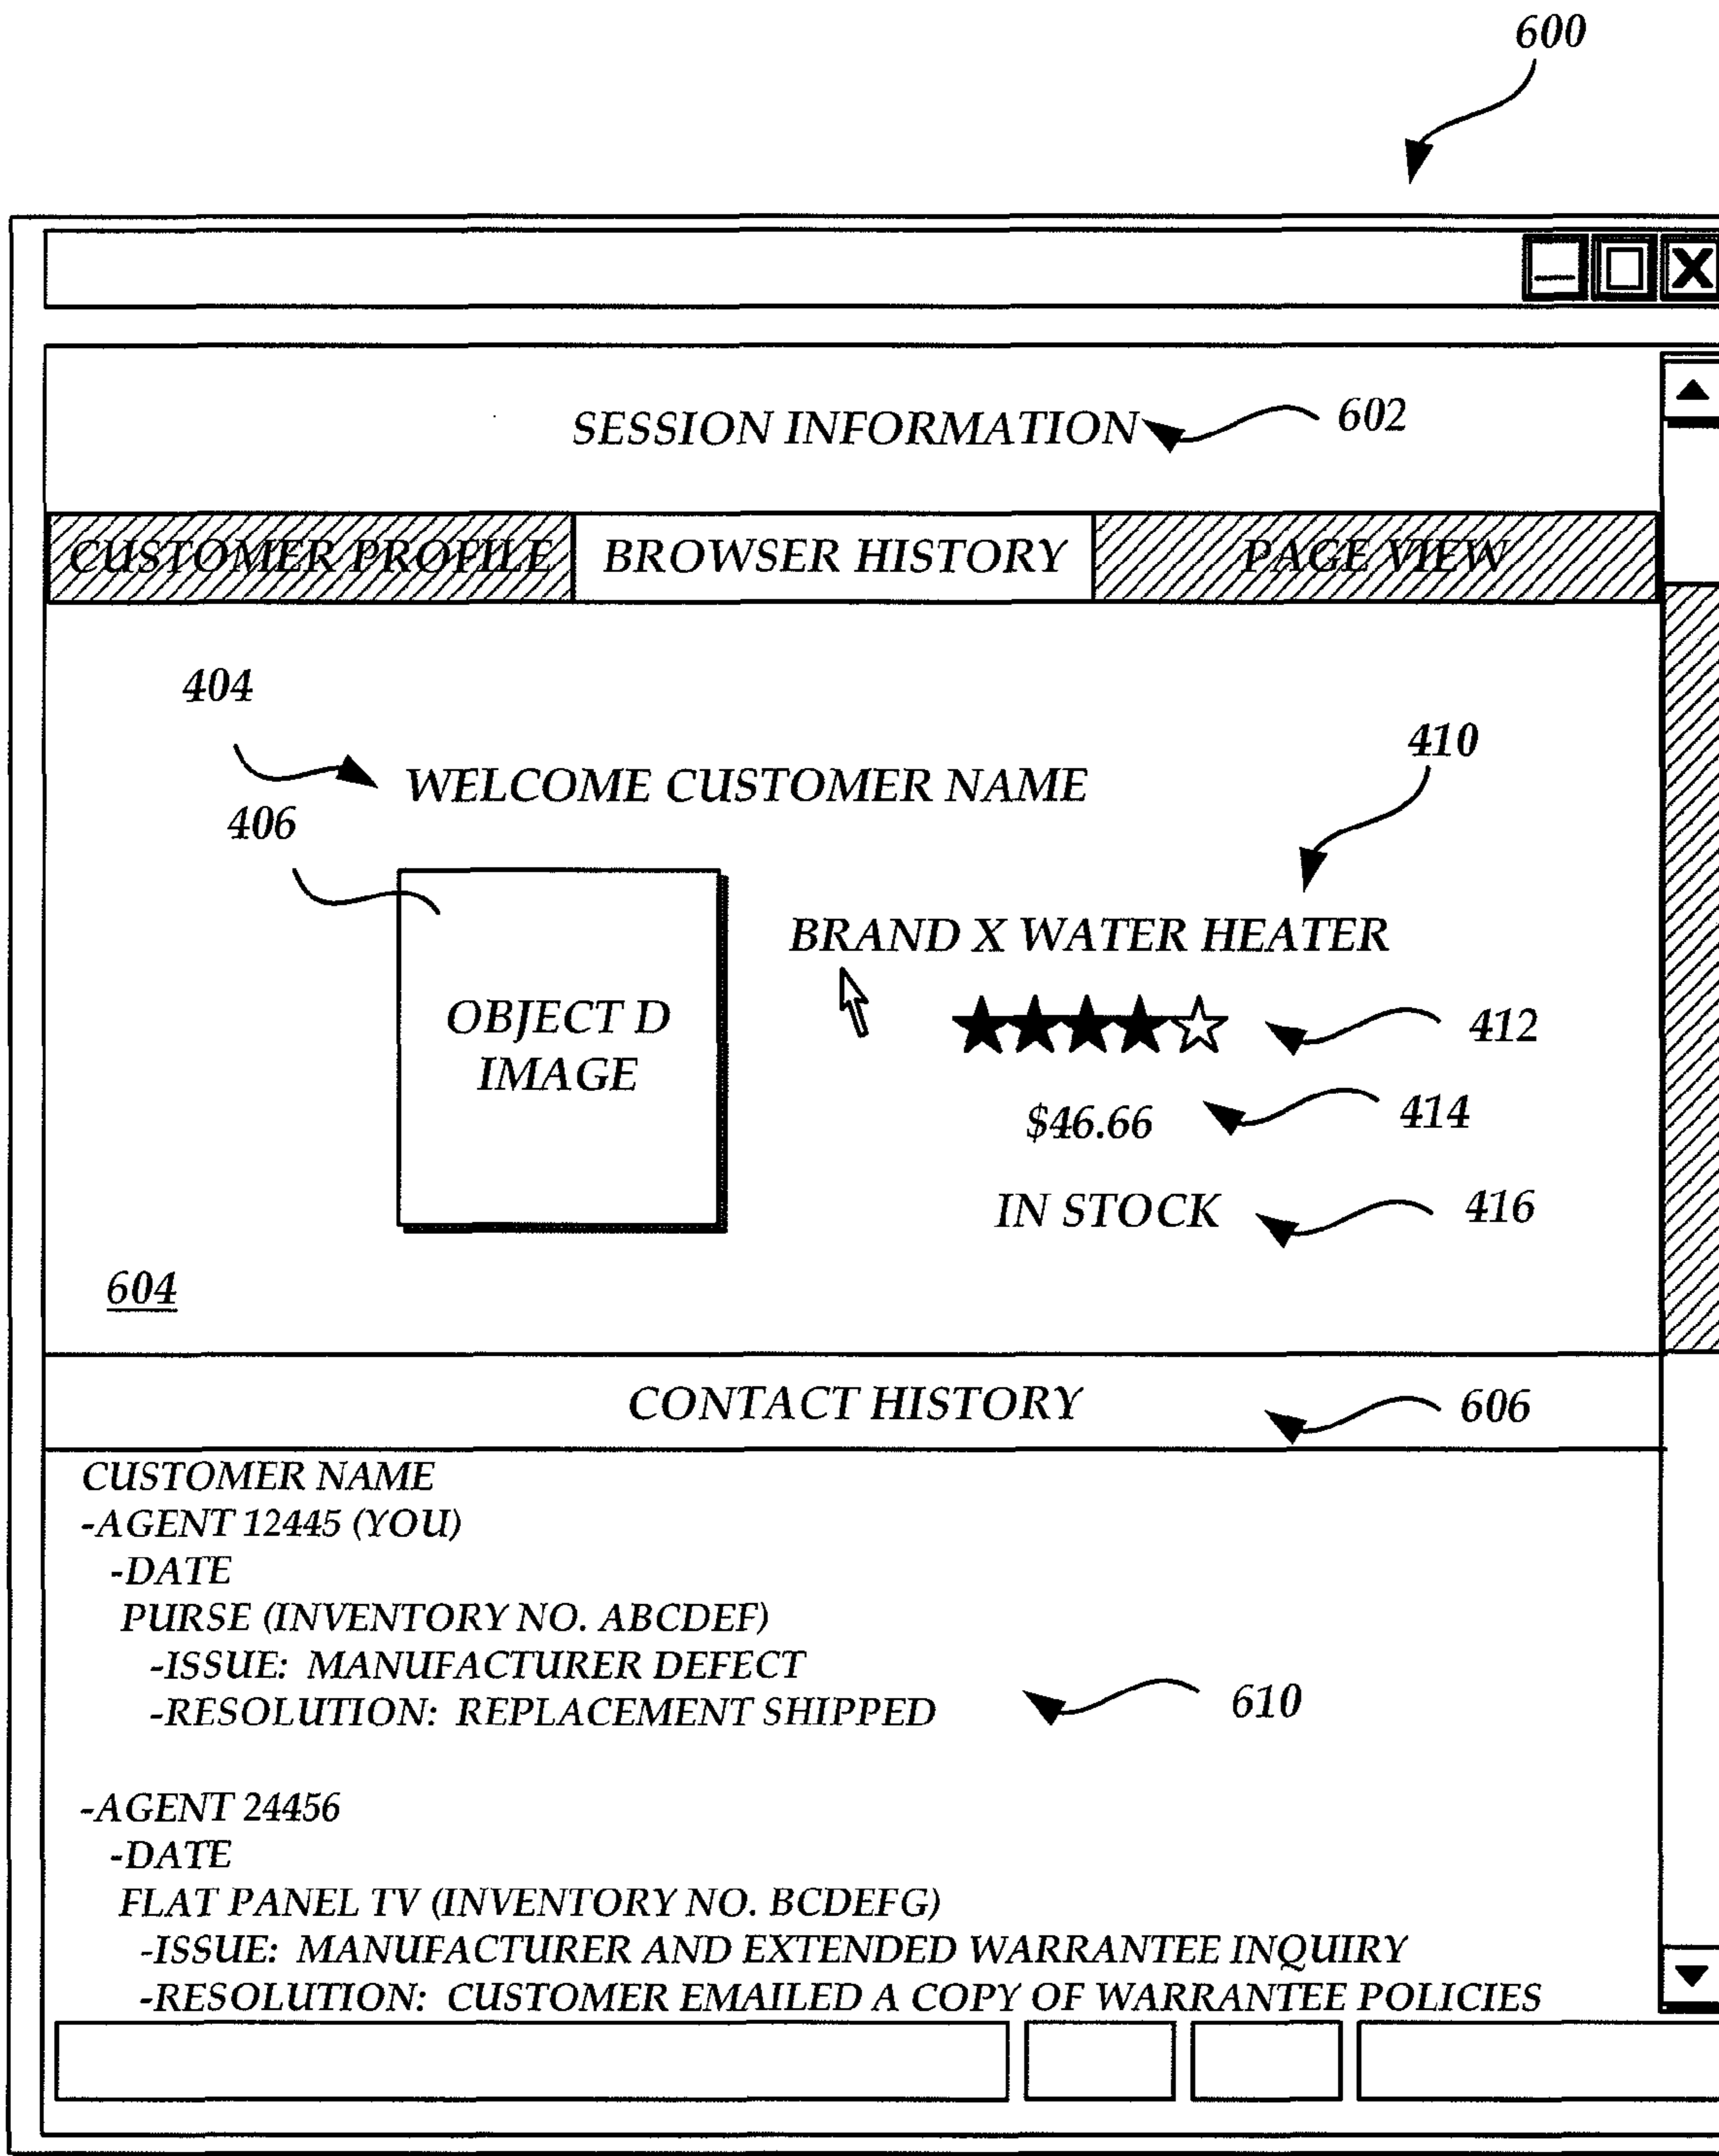 600
X
SESSION INFORMATION 602
CUSTOMER PROFILE BROWSER HISTORY PAGE VIEW
404
410
WELCOME CUSTOMER NAME
406
BRAND X WATER HEATER
OBJECT D
IMAGE
412
$46.66 414
IN STOCK 416
604
CONTACT HISTORY 606
CUSTOMER NAME
-AGENT 12445 (YOU)
-DATE
PURSE (INVENTORY NO. ABCDEF)
-ISSUE: MANUFACTURER DEFECT
-RESOLUTION: REPLACEMENT SHIPPED 610
-AGENT 24456
-DATE
FLAT PANEL TV (INVENTORY NO. BCDEFG)
-ISSUE: MANUFACTURER AND EXTENDED WARRANTEE INQUIRY
-RESOLUTION: CUSTOMER EMAILED A COPY OF WARRANTEE POLICIES